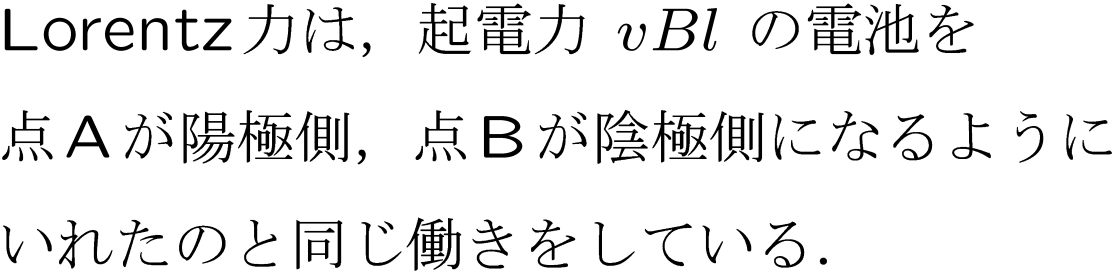 Lorentz力は，起電力 vBl の電池を
点Aが陽極側，点Bが陰極側になるように
いれたのと同じ働きをしている．